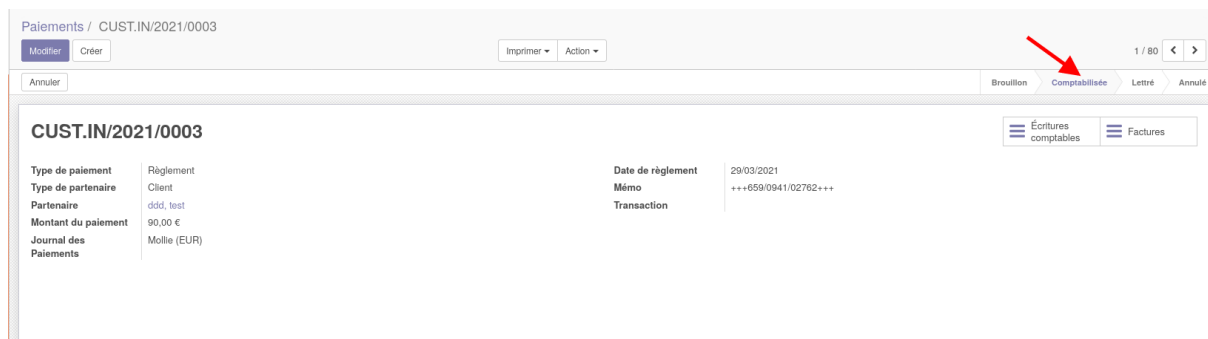 Paiements / CUST.IN/2021/0003
Modifier Créer Imprimer Action 1 / 80
Annuler Brouillon Comptabilisée Lettré Annulé
CUST.IN/2021/0003
Écritures comptables
Factures
Type de paiement Règlement
Type de partenaire Client
Partenaire ddd, test
Montant du paiement 90,00 €
Journal des Paiements Mollie (EUR)
Date de règlement 29/03/2021
Mémo +++659/0941/02762+++
Transaction